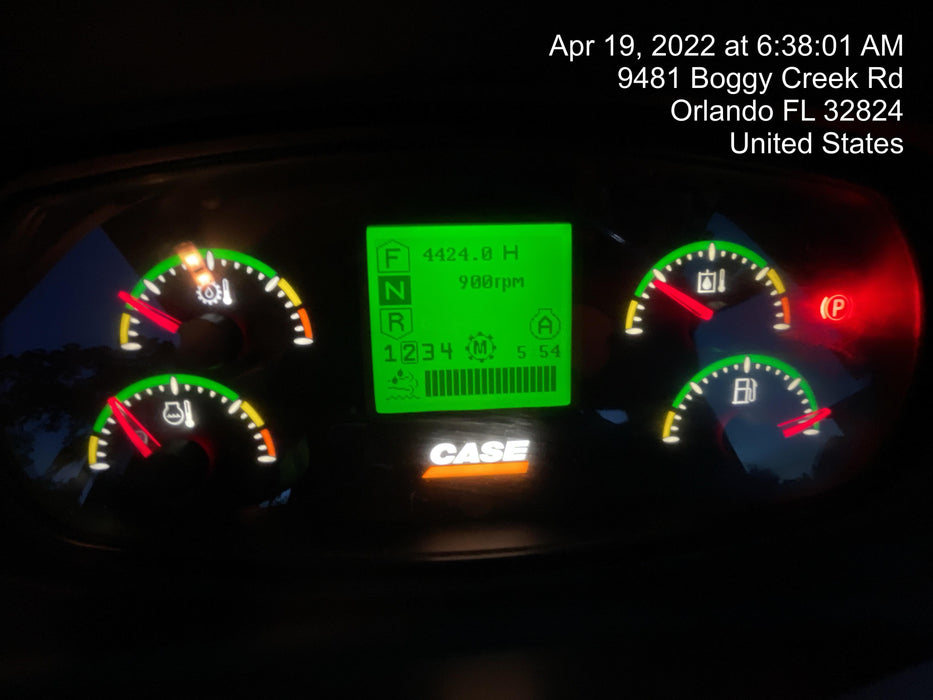 Apr 19, 2022 at 6:38:01 AM
9481 Boggy Creek Rd
Orlando FL 32824
United States
F 4424.0 H
N 900rpm
R A
1234 M 5 54
CASE
P